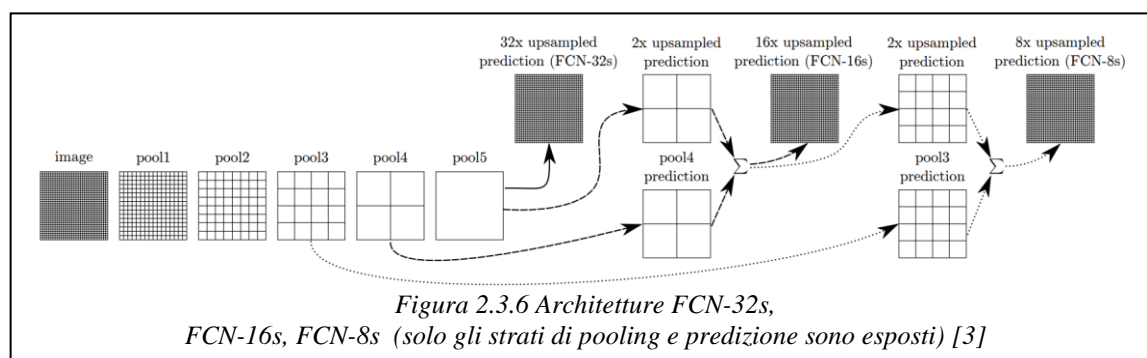 32x upsampled
prediction (FCN-32s)
2x upsampled
prediction
16x upsampled
prediction (FCN-16s)
2x upsampled
prediction
8x upsampled
prediction (FCN-8s)
image
pool1
pool2
pool3
pool4
pool5
pool4
prediction
Σ
pool3
prediction
Σ
Figura 2.3.6 Architetture FCN-32s,
FCN-16s, FCN-8s (solo gli strati di pooling e predizione sono esposti) [3]